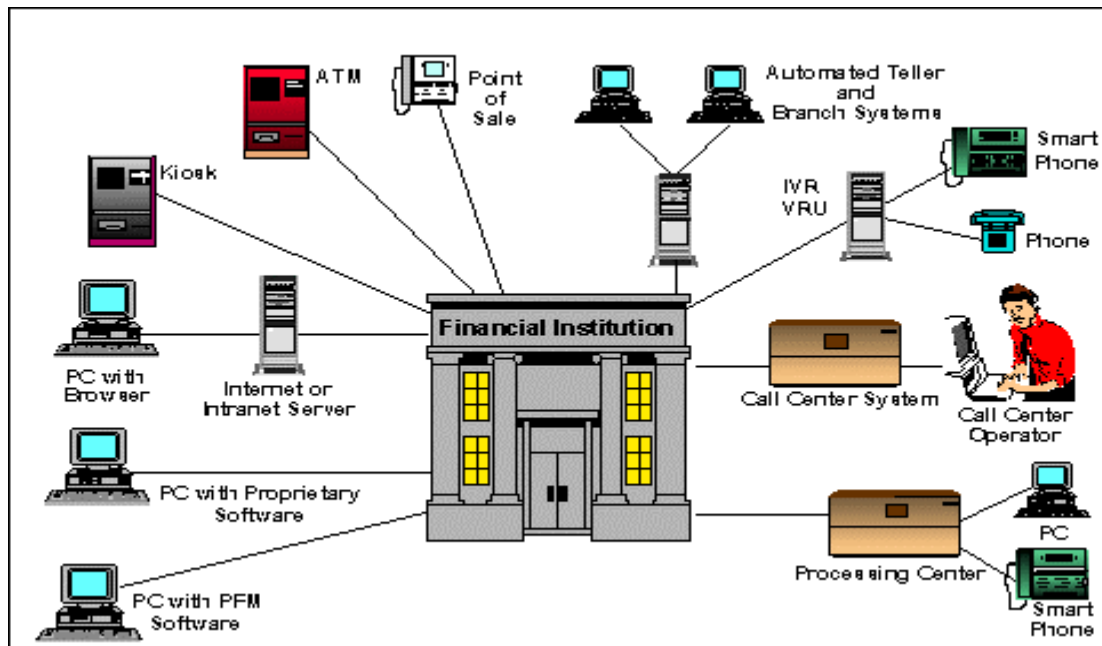 ATM
Point
of
Sale
Automated Teller
and
Branch Systems
Smart
Phone
Kiosk
IVR
VRU
Phone
Financial Institution
PC with
Browser
Internet or
Intranet Server
Call Center System
Call Center
Operator
PC with Proprietary
Software
PC
Processing Center
PC with PFM
Software
Smart
Phone